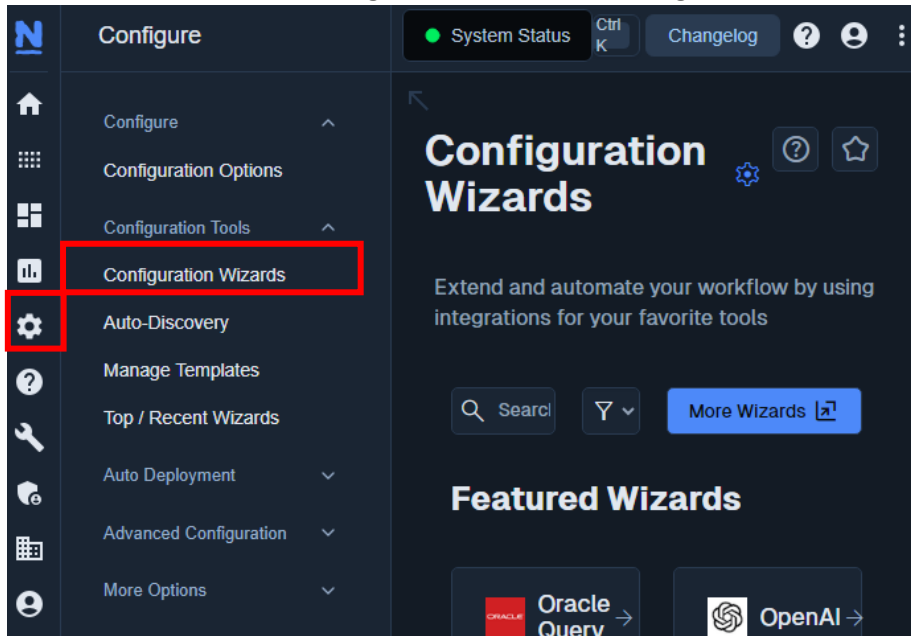 N
Configure
System Status
Ctrl
K
Changelog
Configure
Configuration Options
Configuration Tools
Configuration Wizards
Auto-Discovery
Manage Templates
Top / Recent Wizards
Auto Deployment
Advanced Configuration
More Options
Configuration
Wizards
Extend and automate your workflow by using
integrations for your favorite tools
Searcl
More Wizards
Featured Wizards
ORACLE
Oracle
Query
OpenAI